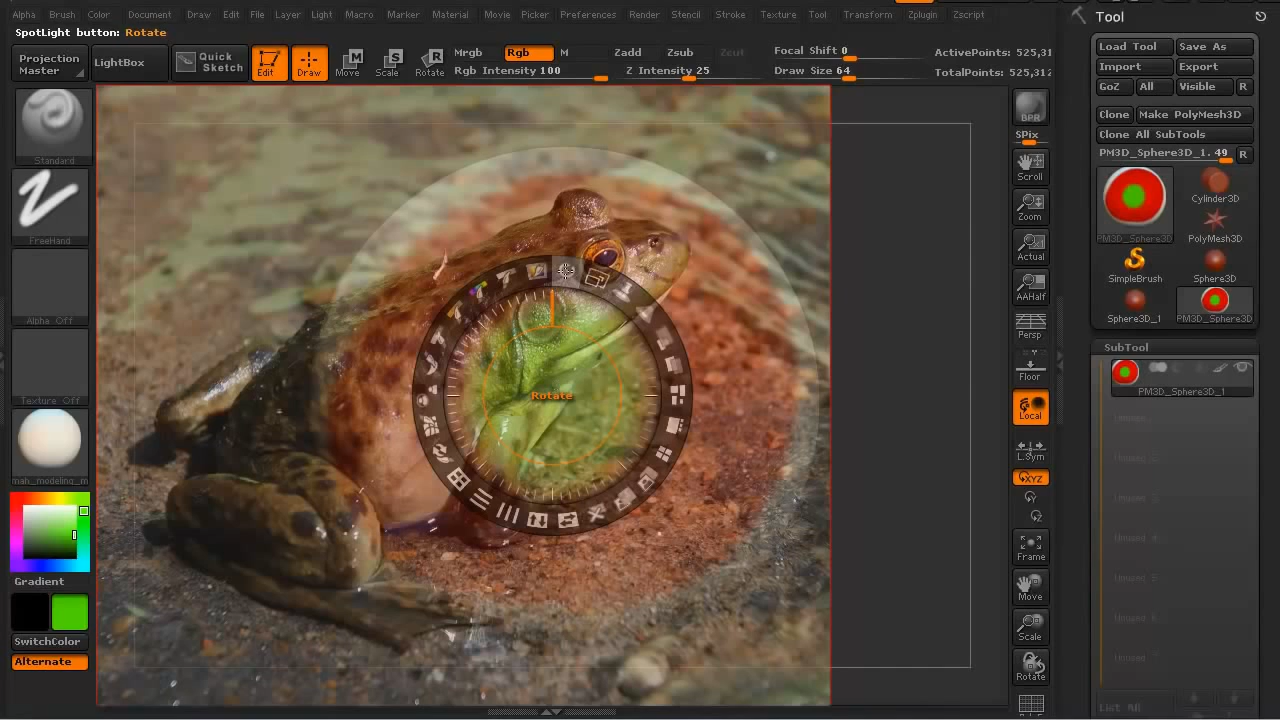 Alpha Brush Color Document Draw Edit File Layer Light Macro Marker Material Movie Picker Preferences Render Stencil Stroke Texture Tool Transform Zplugin Zscript
SpotLight button: Rotate
Projection Master
LightBox
Quick Sketch
Edit
Draw
Move
Scale
Rotate
Mrgb Rgb M
Rgb Intensity 100
Zadd Zsub Zcut
Z Intensity 25
Focal Shift 0
Draw Size 64
ActivePoints: 525,31
TotalPoints: 525,312
Standard
FreeHand
Alpha Off
Texture Off
Gradient
SwitchColor
Alternate
Rotate
BPR
SPix
Scroll
Zoom
Actual
AAHalf
Persp
Floor
Local
L.Sym
XYZ
Frame
Move
Scale
Rotate
Tool
Load Tool Save As
Import Export
GoZ All Visible R
Clone Make PolyMesh3D
Clone All SubTools
PM3D_Sphere3D_1. 49 R
PM3D_Sphere3D
Cylinder3D
PolyMesh3D
SimpleBrush
Sphere3D
Sphere3D_1
PM3D_Sphere3D
SubTool
PM3D_Sphere3D_1
List All